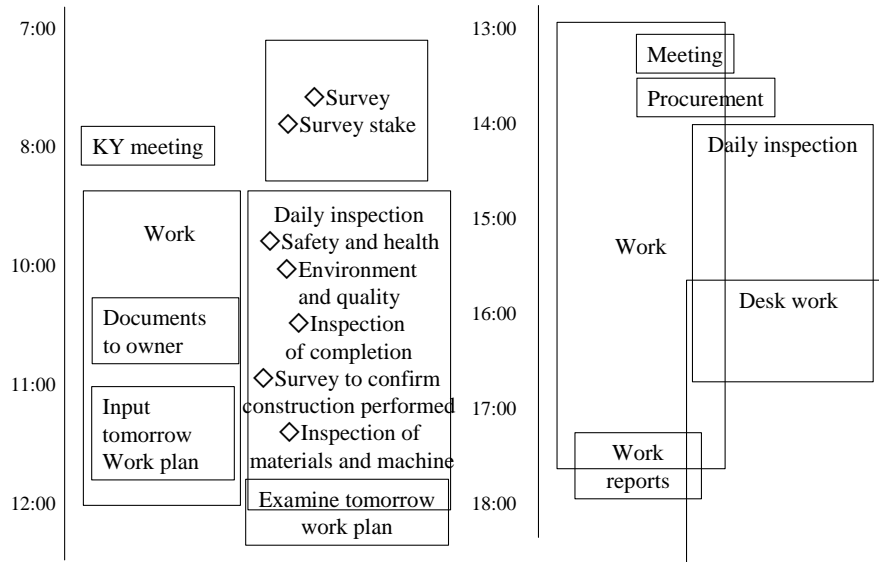 7:00
◇Survey
◇Survey stake
8:00
KY meeting
Work
Daily inspection
◇Safety and health
◇Environment
and quality
◇Inspection
of completion
◇Survey to confirm
construction performed
◇Inspection of
materials and machine
10:00
Documents
to owner
11:00
Input
tomorrow
Work plan
12:00
Examine tomorrow
work plan
13:00
Meeting
Procurement
14:00
Daily inspection
15:00
Work
16:00
Desk work
17:00
Work
reports
18:00